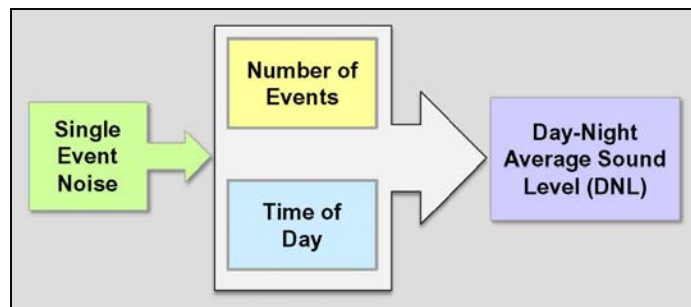 Single
Event
Noise
Number of
Events
Time of
Day
Day-Night
Average Sound
Level (DNL)